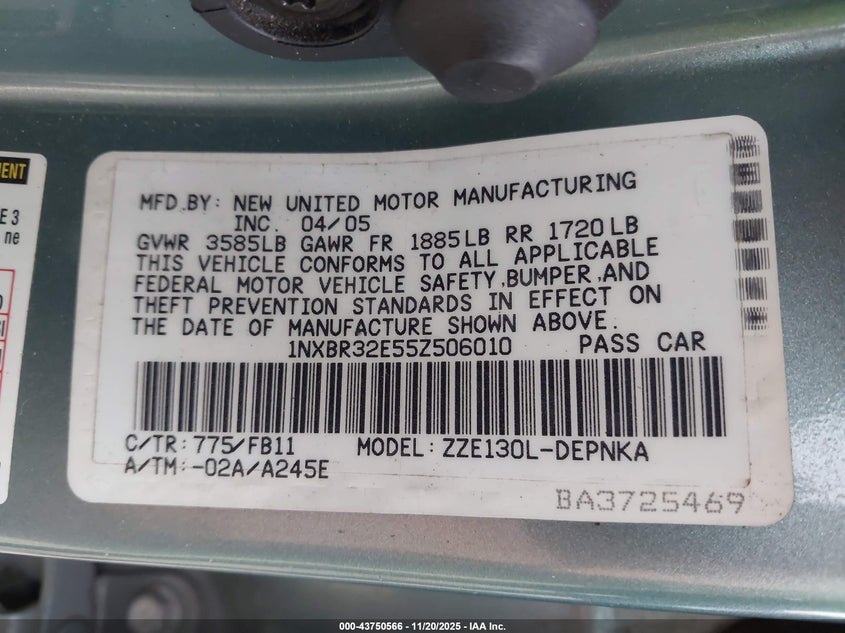 MENT
E 3
ne
MFD.BY: NEW UNITED MOTOR MANUFACTURING
INC. 04/05
GVWR 3585LB GAWR FR 1885LB RR 1720LB
THIS VEHICLE CONFORMS TO ALL APPLICABLE
FEDERAL MOTOR VEHICLE SAFETY,BUMPER,AND
THEFT PREVENTION STANDARDS IN EFFECT ON
THE DATE OF MANUFACTURE SHOWN ABOVE.
1NXBR32E55Z506010 PASS CAR
C/TR: 775/FB11 MODEL: ZZE130L-DEPNKA
A/TM:-02A/A245E
BA3725469
000-43750566 - 11/20/2025 - IAA Inc.